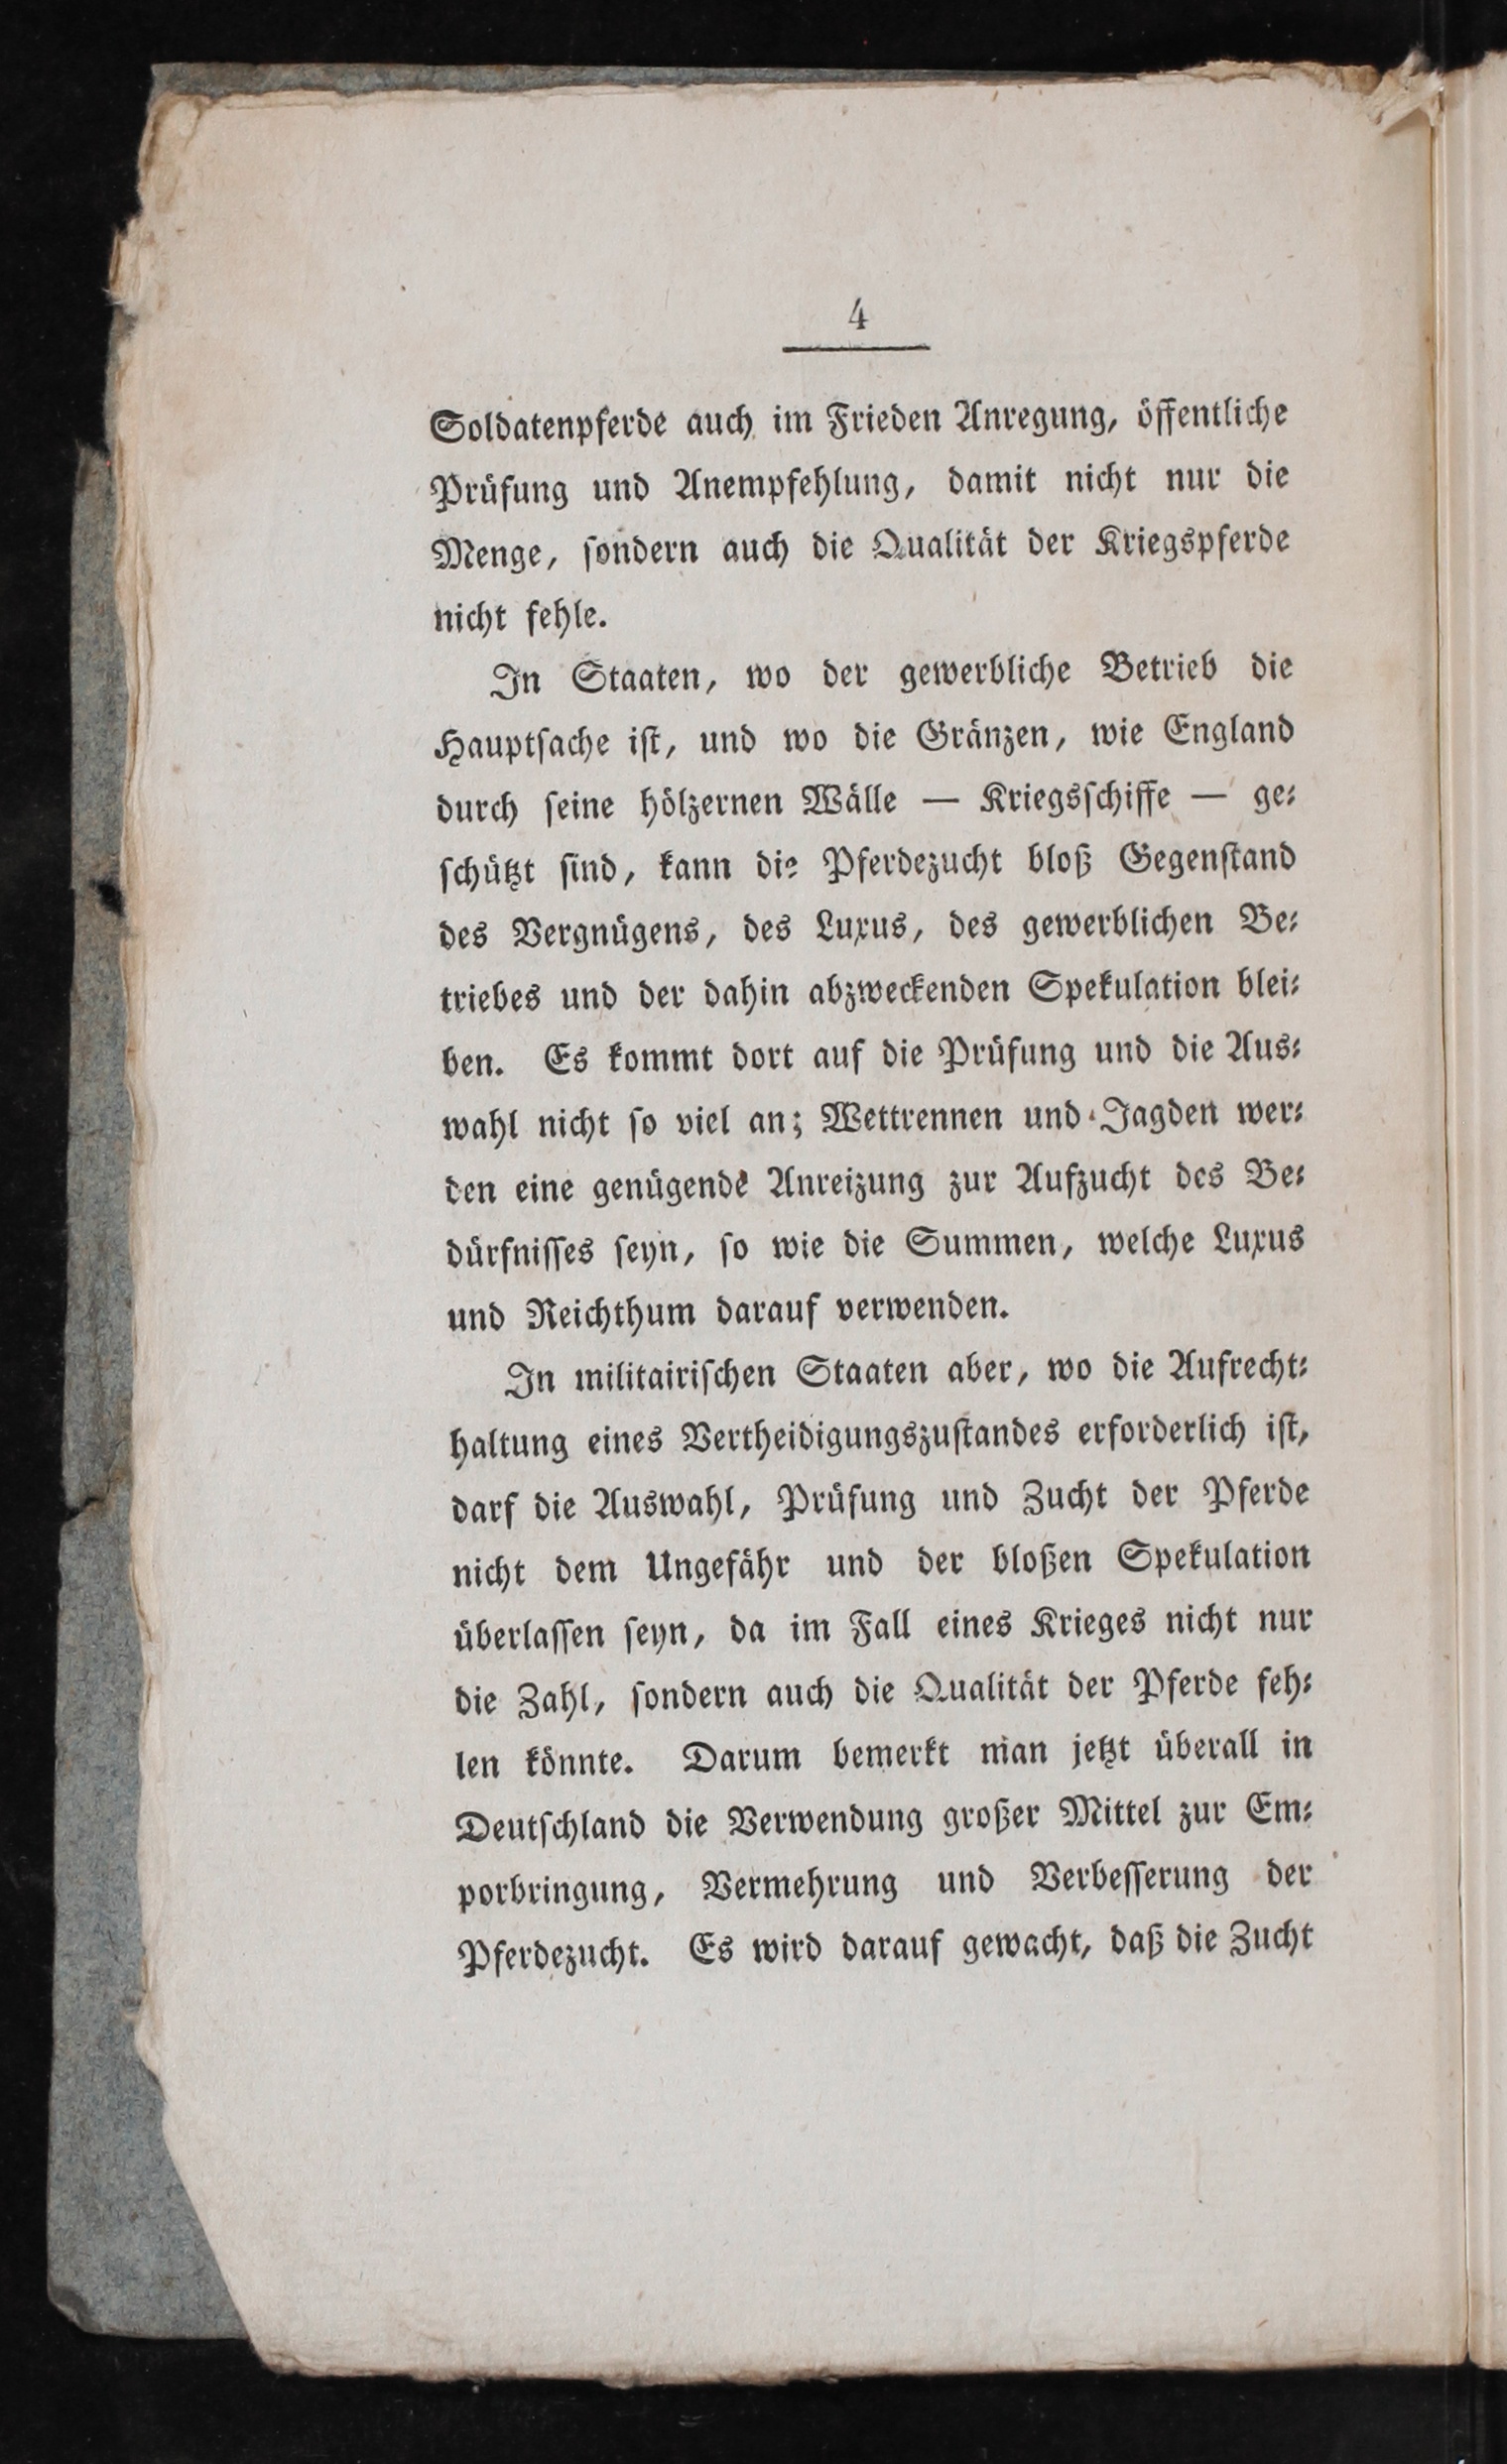 4
Soldatenpferde auch im Frieden Anregung, öffentliche
Prüfung und Anempfehlung, damit nicht nur die
Menge, ſondern auch die Qualität der Kriegspferde
nicht fehle.
In Staaten, wo der gewerbliche Betrieb die
Hauptſache iſt, und wo die Gränzen, wie England
durch ſeine hölzernen Wälle — Kriegsſchiffe — ge⸗
ſchützt ſind, kann die Pferdezucht bloß Gegenſtand
des Vergnügens, des Luxus, des gewerblichen Be⸗
triebes und der dahin abzweckenden Spekulation blei⸗
ben. Es kommt dort auf die Prüfung und die Aus⸗
wahl nicht ſo viel an; Wettrennen und Jagden wer⸗
den eine genügende Anreizung zur Aufzucht des Be⸗
dürfniſſes ſeyn, ſo wie die Summen, welche Luxus
und Reichthum darauf verwenden.
In militairiſchen Staaten aber, wo die Aufrecht⸗
haltung eines Vertheidigungszuſtandes erforderlich iſt,
darf die Auswahl, Prüfung und Zucht der Pferde
nicht dem Ungefähr und der bloßen Spekulation
überlaſſen ſeyn, da im Fall eines Krieges nicht nur
die Zahl, ſondern auch die Qualität der Pferde feh⸗
len könnte. Darum bemerkt man jetzt überall in
Deutſchland die Verwendung großer Mittel zur Em⸗
porbringung, Vermehrung und Verbeſſerung der
Pferdezucht. Es wird darauf gewacht, daß die Zucht